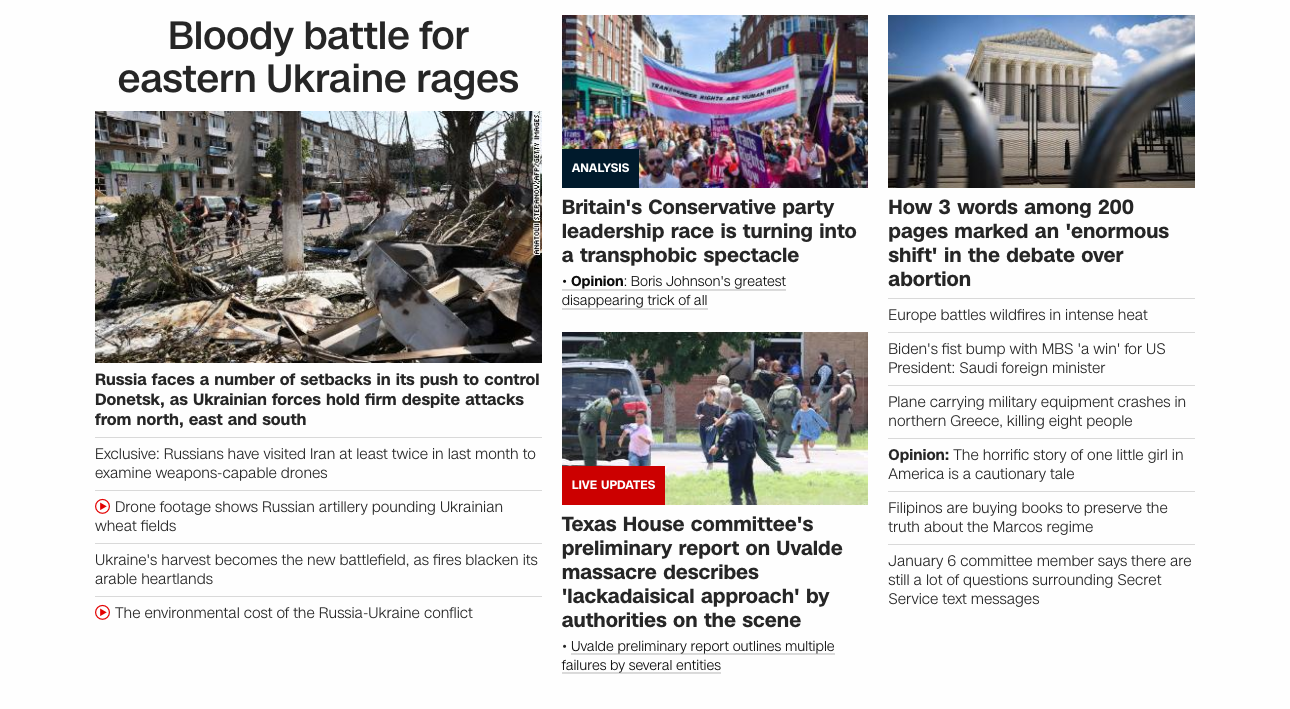 Bloody battle for
eastern Ukraine rages
ANATOLII STEPANOV/AFP/GETTY IMAGES
Russia faces a number of setbacks in its push to control
Donetsk, as Ukrainian forces hold firm despite attacks
from north, east and south
Exclusive: Russians have visited Iran at least twice in last month to
examine weapons-capable drones
Drone footage shows Russian artillery pounding Ukrainian
wheat fields
Ukraine's harvest becomes the new battlefield, as fires blacken its
arable heartlands
The environmental cost of the Russia-Ukraine conflict
TRANSGENDER RIGHTS ARE HUMAN RIGHTS
Trans Rights Now
ANALYSIS
Britain's Conservative party
leadership race is turning into
a transphobic spectacle
• Opinion: Boris Johnson's greatest
disappearing trick of all
LIVE UPDATES
Texas House committee's
preliminary report on Uvalde
massacre describes
'lackadaisical approach' by
authorities on the scene
• Uvalde preliminary report outlines multiple
failures by several entities
How 3 words among 200
pages marked an 'enormous
shift' in the debate over
abortion
Europe battles wildfires in intense heat
Biden's fist bump with MBS 'a win' for US
President: Saudi foreign minister
Plane carrying military equipment crashes in
northern Greece, killing eight people
Opinion: The horrific story of one little girl in
America is a cautionary tale
Filipinos are buying books to preserve the
truth about the Marcos regime
January 6 committee member says there are
still a lot of questions surrounding Secret
Service text messages